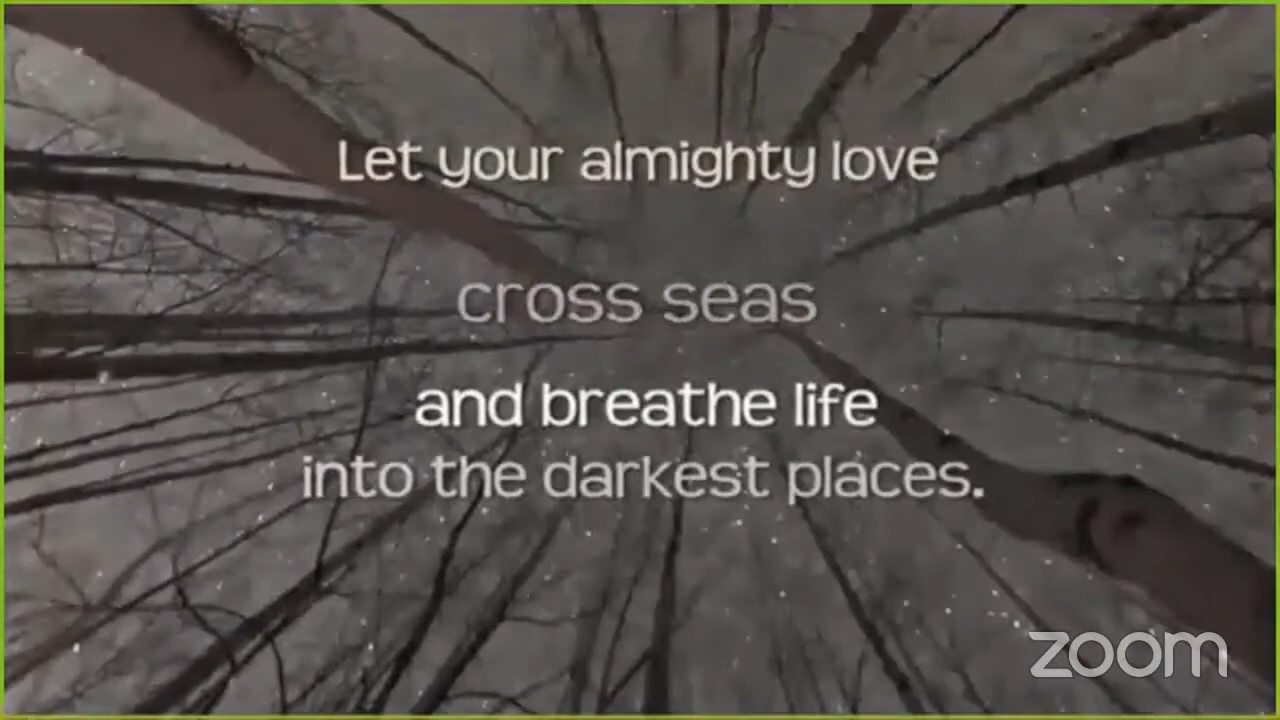 Let your almighty love
cross seas
and breathe life
into the darkest places.
zoom